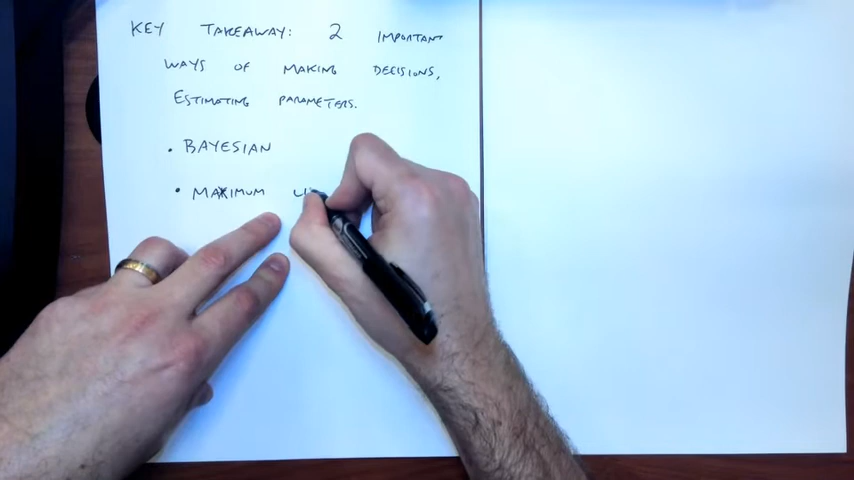 KEY TAKEAWAY: 2 IMPORTANT
WAYS OF MAKING DECISIONS,
ESTIMATING PARAMETERS.
• BAYESIAN
• MAXIMUM